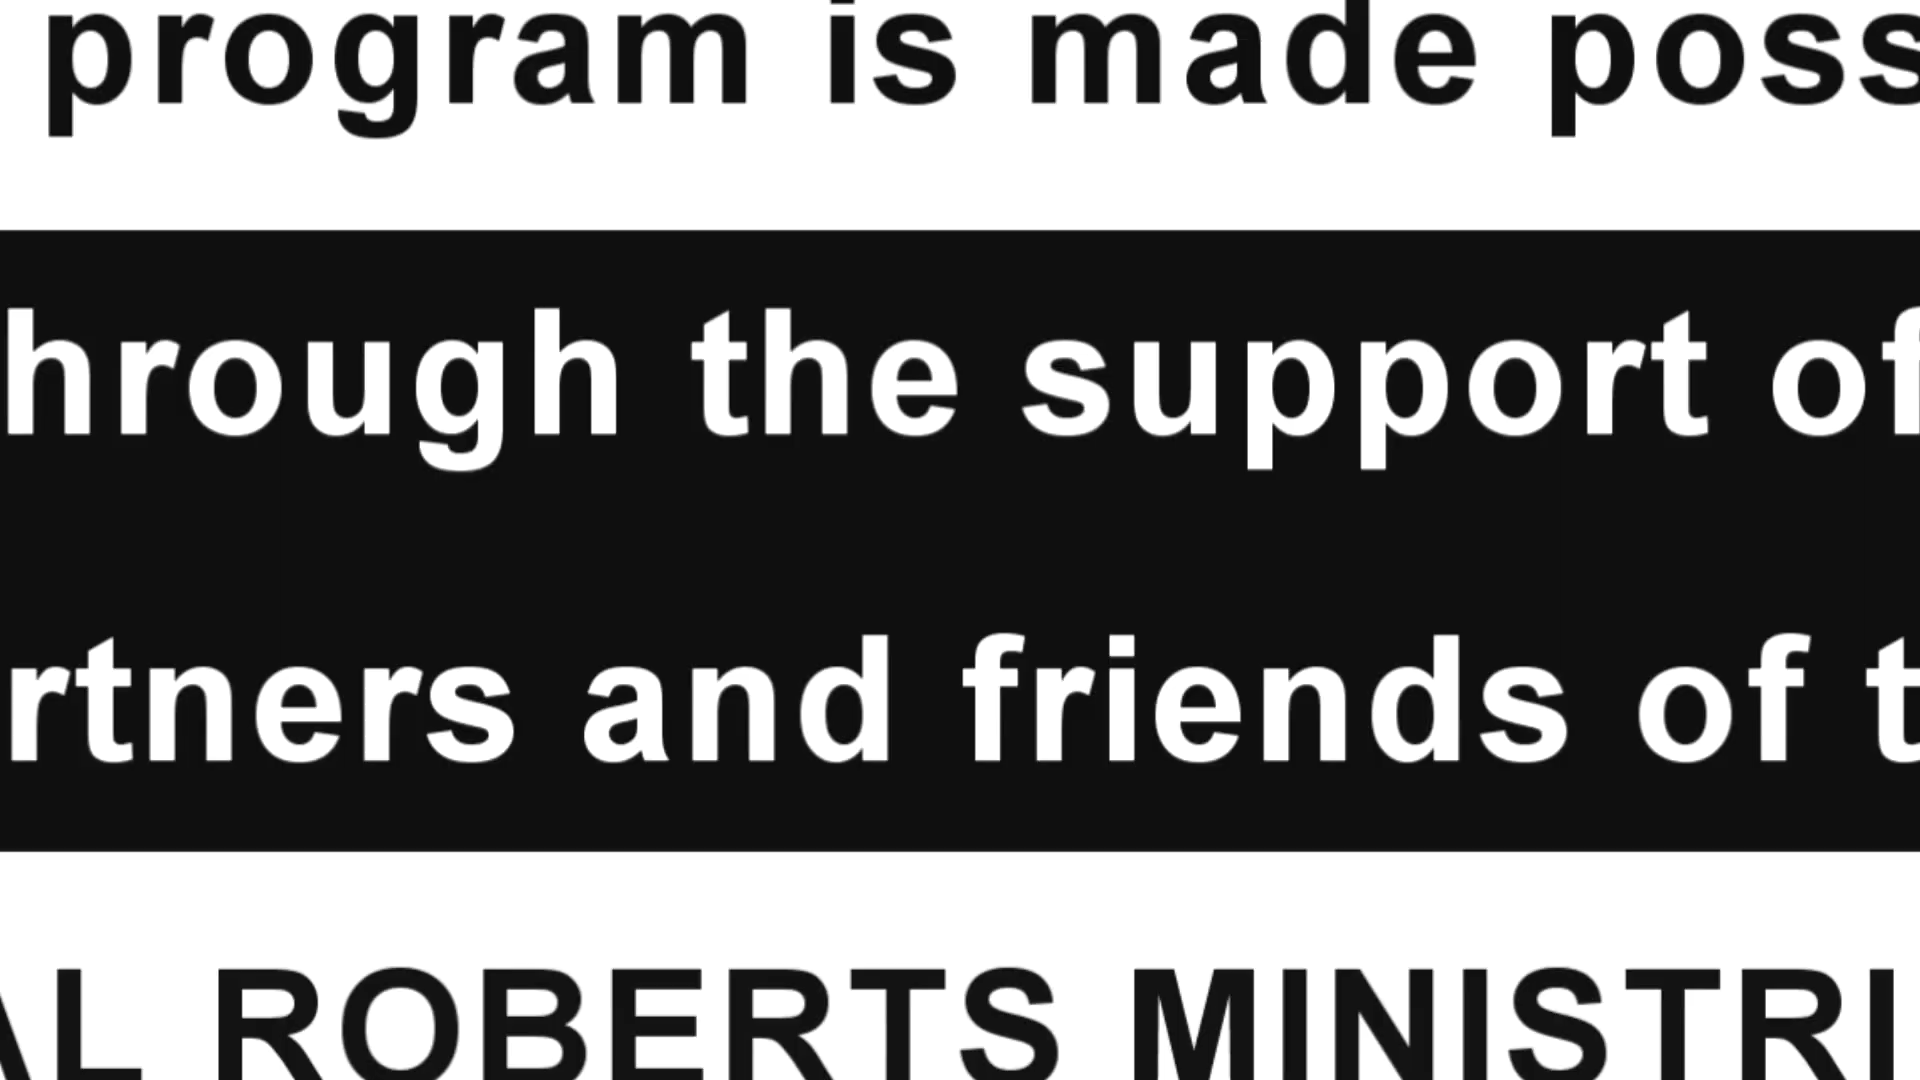 program is made poss
hrough the support of
rtners and friends of t
AL ROBERTS MINISTRI